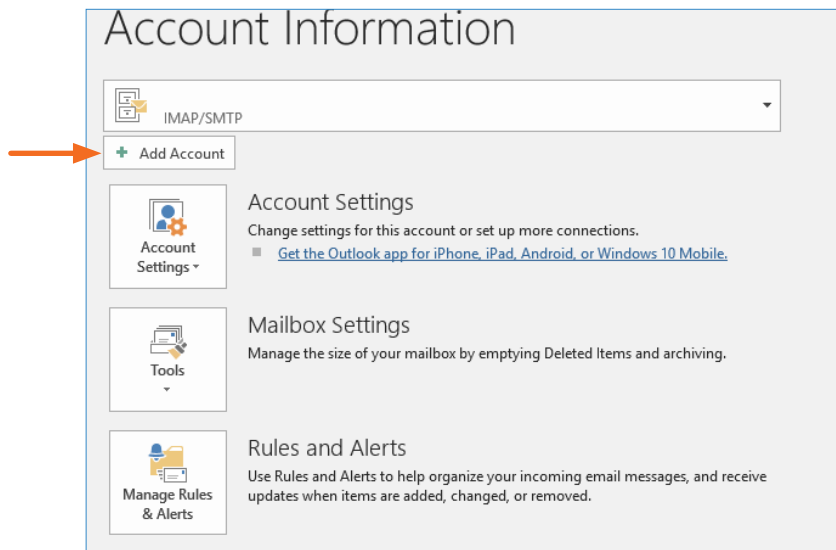 Account Information
IMAP/SMTP
Add Account
Account Settings
Account
Settings
Change settings for this account or set up more connections.
Get the Outlook app for iPhone, iPad, Android, or Windows 10 Mobile.
Mailbox Settings
Tools
Manage the size of your mailbox by emptying Deleted Items and archiving.
Rules and Alerts
Manage Rules
& Alerts
Use Rules and Alerts to help organize your incoming email messages, and receive
updates when items are added, changed, or removed.